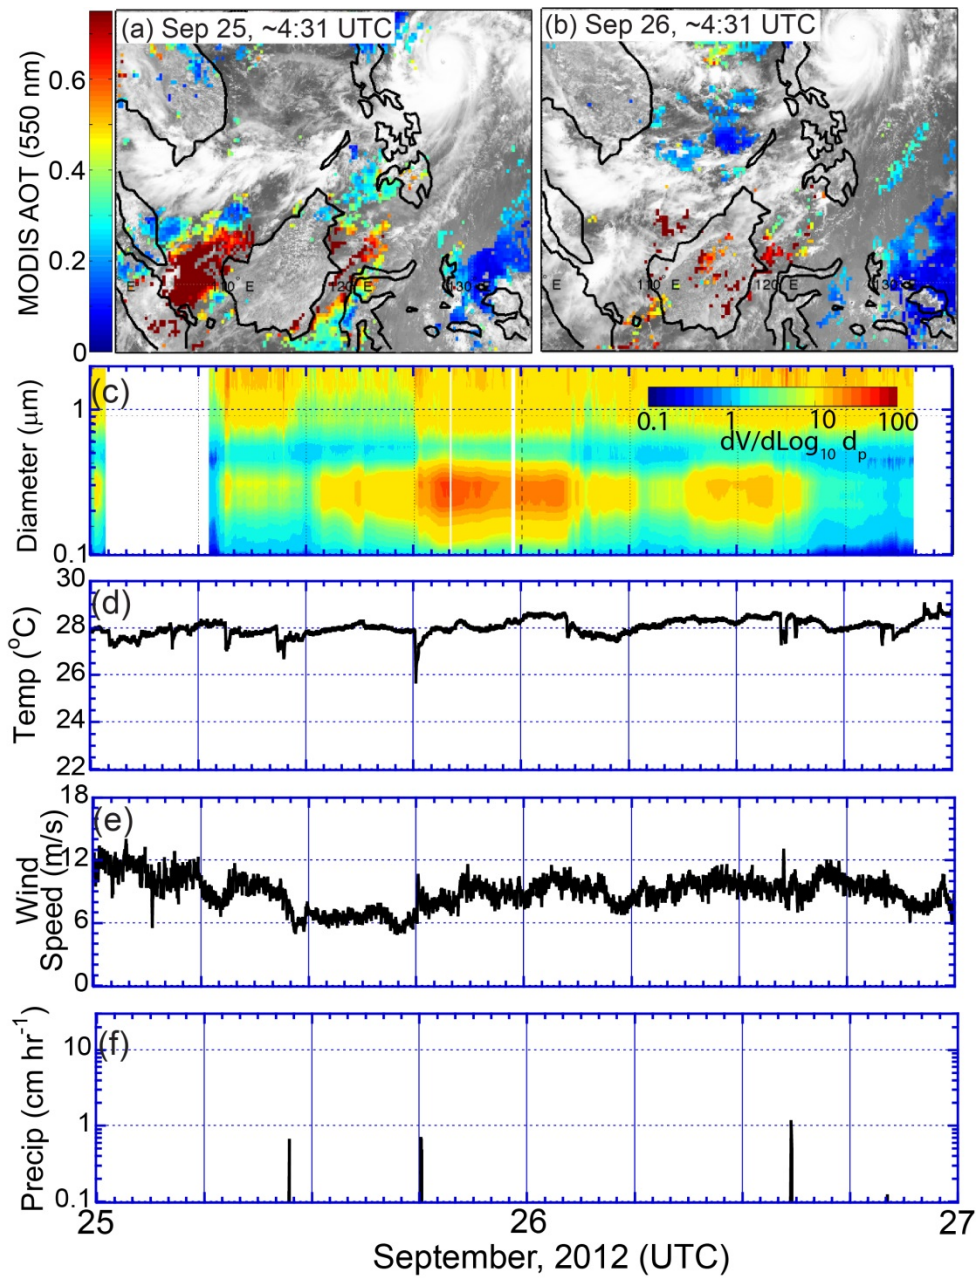 (a) Sep 25, ~4:31 UTC
(b) Sep 26, ~4:31 UTC
MODIS AOT (550 nm)
0.6
0.4
0.2
0
E 110 E 120 E 130
E 110 E 120 E 130
(c)
Diameter (μm)
1
0.1
0.1 1 10 100
dV/dLog₁₀ dₚ
(d)
Temp (°C)
30
28
26
24
22
(e)
Wind
Speed (m/s)
18
12
6
0
(f)
Precip (cm hr⁻¹)
10
1
0.1
25 26 27
September, 2012 (UTC)